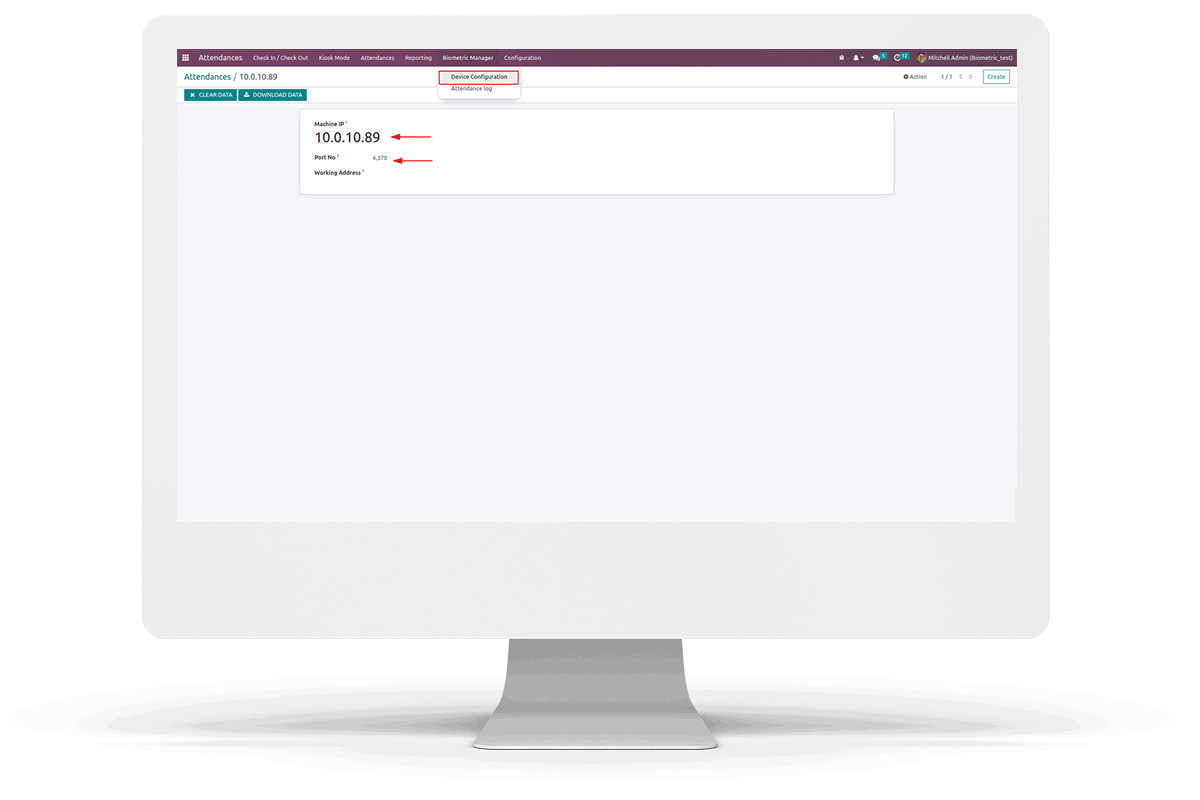 Attendances Check In / Check Out Kiosk Mode Attendances Reporting Biometric Manager Configuration 5 12 Mitchell Admin (Biometric_test)
Attendances / 10.0.10.89 Device Configuration Action 1 / 1 Create
Attendance log
CLEAR DATA DOWNLOAD DATA
Machine IP ?
10.0.10.89
Port No ? 4,370
Working Address ?